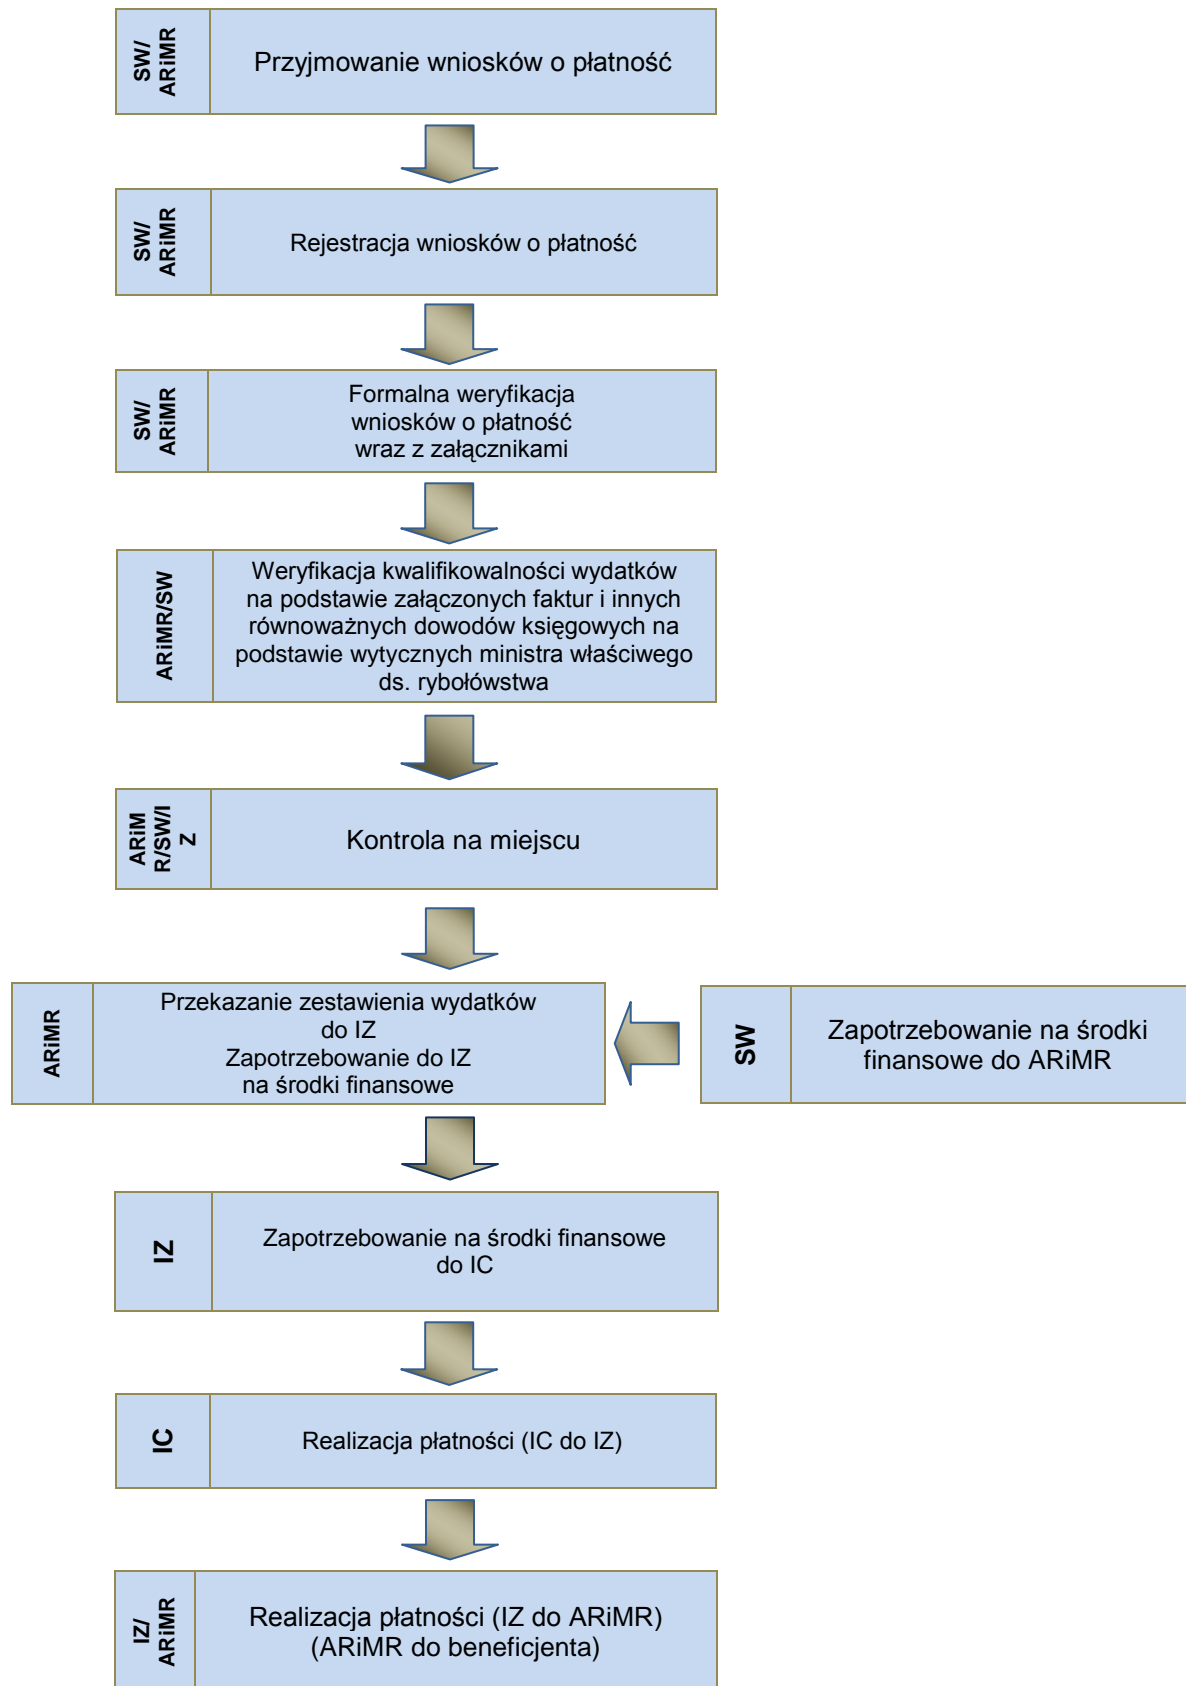 SW/
ARiMR
Przyjmowanie wniosków o płatność
SW/
ARiMR
Rejestracja wniosków o płatność
SW/
ARiMR
Formalna weryfikacja
wniosków o płatność
wraz z załącznikami
ARiMR/SW
Weryfikacja kwalifikowalności wydatków
na podstawie załączonych faktur i innych
równoważnych dowodów księgowych na
podstawie wytycznych ministra właściwego
ds. rybołówstwa
ARiM
R/SW/I
Z
Kontrola na miejscu
ARiMR
Przekazanie zestawienia wydatków
do IZ
Zapotrzebowanie do IZ
na środki finansowe
SW
Zapotrzebowanie na środki
finansowe do ARiMR
IZ
Zapotrzebowanie na środki finansowe
do IC
IC
Realizacja płatności (IC do IZ)
IZ/
ARiMR
Realizacja płatności (IZ do ARiMR)
(ARiMR do beneficjenta)